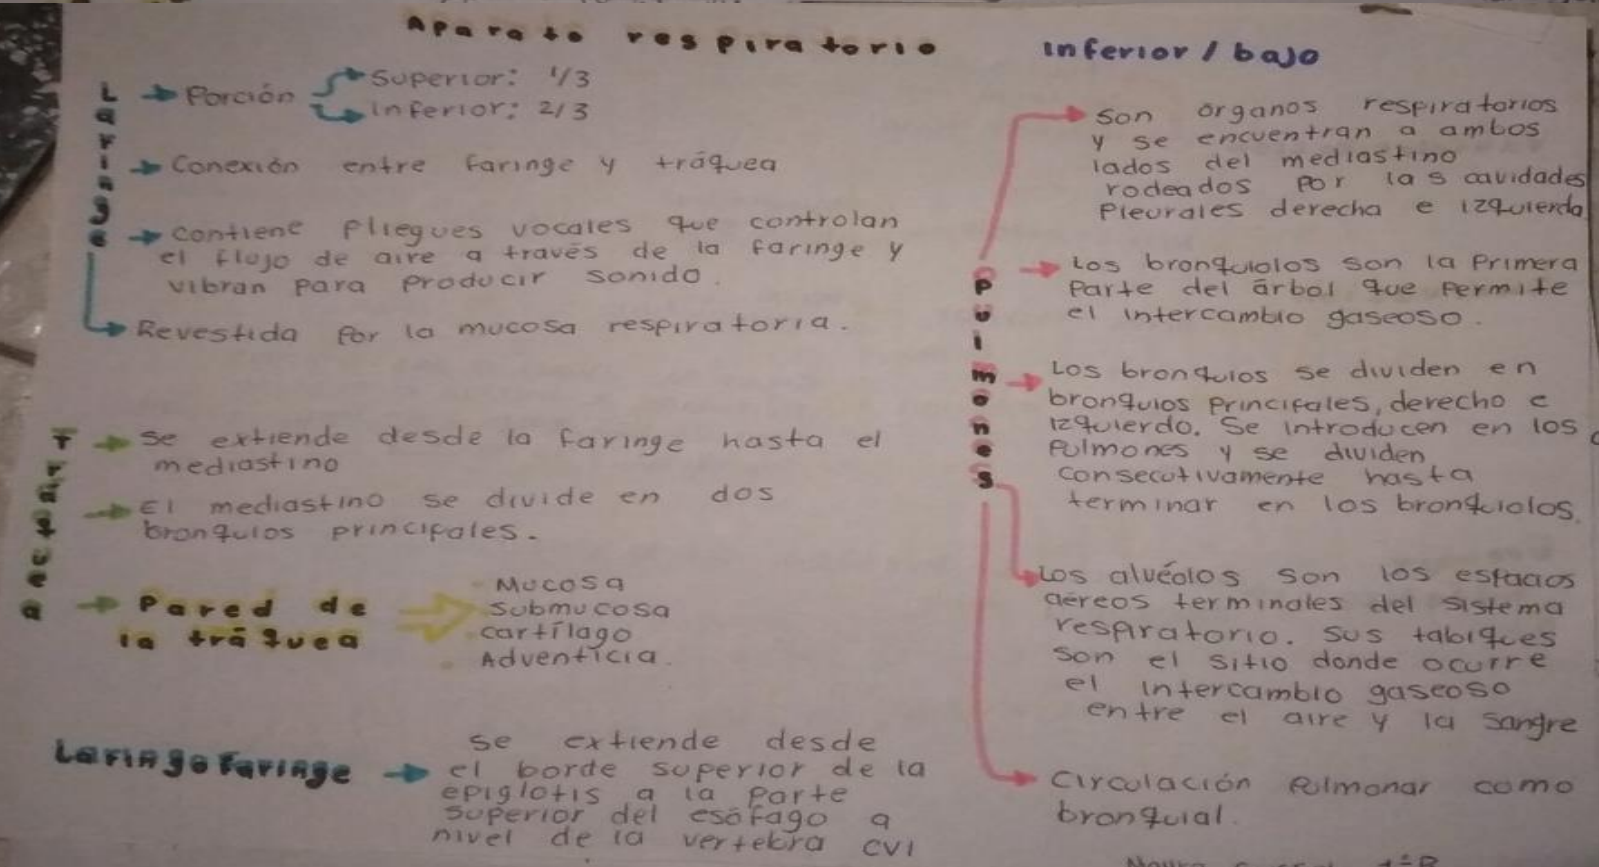 Aparato respiratorio
Laringe
Porción
Superior: 1/3
Inferior: 2/3
Conexión entre faringe y tráquea
Contiene pliegues vocales que controlan
el flujo de aire a través de la faringe y
vibran para producir sonido.
Revestida por la mucosa respiratoria.
Tráquea
Se extiende desde la faringe hasta el
mediastino
El mediastino se divide en dos
bronquios principales.
Pared de
la tráquea
Mucosa
Submucosa
cartílago
Adventicia.
Laringofaringe
se extiende desde
el borde superior de la
epiglotis a la parte
superior del esófago a
nivel de la vertebra CVI
Inferior / bajo
Pulmones
Son órganos respiratorios
y se encuentran a ambos
lados del mediastino
rodeados por las cavidades
Pleurales derecha e izquierda
Los bronquiolos son la primera
parte del árbol que permite
el intercambio gaseoso.
Los bronquios se dividen en
bronquios principales, derecho e
izquierdo. Se introducen en los
pulmones y se dividen
consecutivamente hasta
terminar en los bronquiolos.
Los alvéolos son los espacios
aéreos terminales del sistema
respiratorio. Sus tabiques
son el sitio donde ocurre
el intercambio gaseoso
entre el aire y la sangre
Circulación Pulmonar como
bronquial.